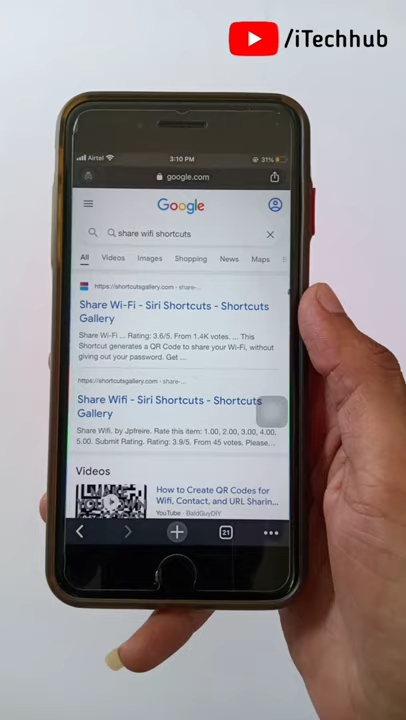 /iTechhub
Airtel
3:10 PM
31%
google.com
Google
share wifi shortcuts
All Videos Images Shopping News Maps
https://shortcutsgallery.com › share-...
Share Wi-Fi - Siri Shortcuts - Shortcuts
Gallery
Share Wi-Fi ... Rating: 3.6/5. From 1.4K votes. ... This
Shortcut generates a QR Code to share your Wi-Fi, without
giving out your password. Get ...
https://shortcutsgallery.com › share-...
Share Wifi - Siri Shortcuts - Shortcuts
Gallery
Share Wifi. by Jpfreire. Rate this item: 1.00, 2.00, 3.00, 4.00,
5.00. Submit Rating. Rating: 3.9/5. From 45 votes. Please...
Videos
How to Create QR Codes for
Wifi, Contact, and URL Sharin...
YouTube · BaldGuyDIY
21